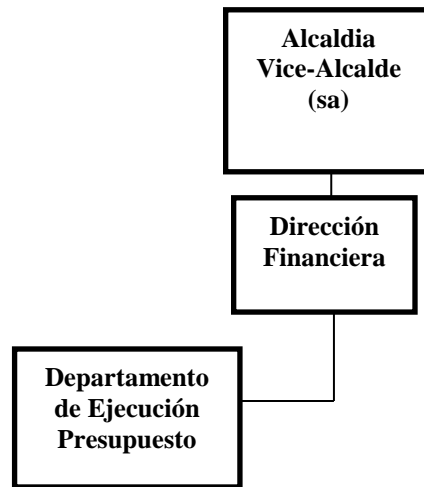 Alcaldia
Vice-Alcalde
(sa)
Dirección
Financiera
Departamento
de Ejecución
Presupuesto